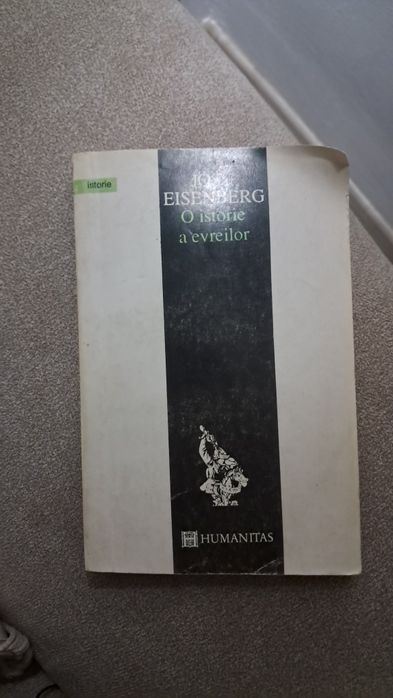 istorie
EISENBERG
O istorie
a evreilor
HUMANITAS